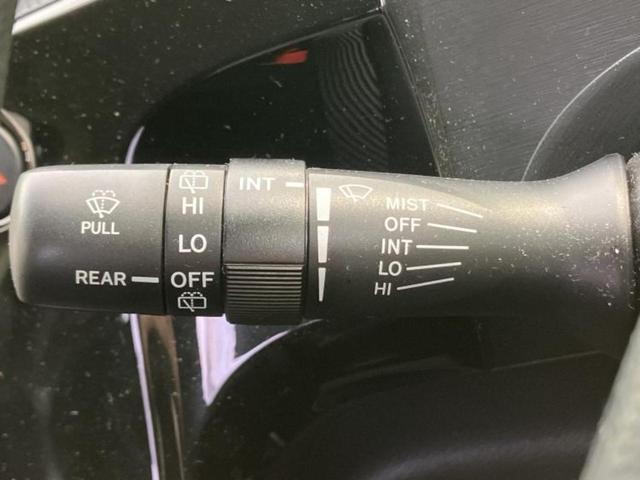 PULL
REAR
HI
LO
OFF
INT
MIST
OFF
INT
LO
HI